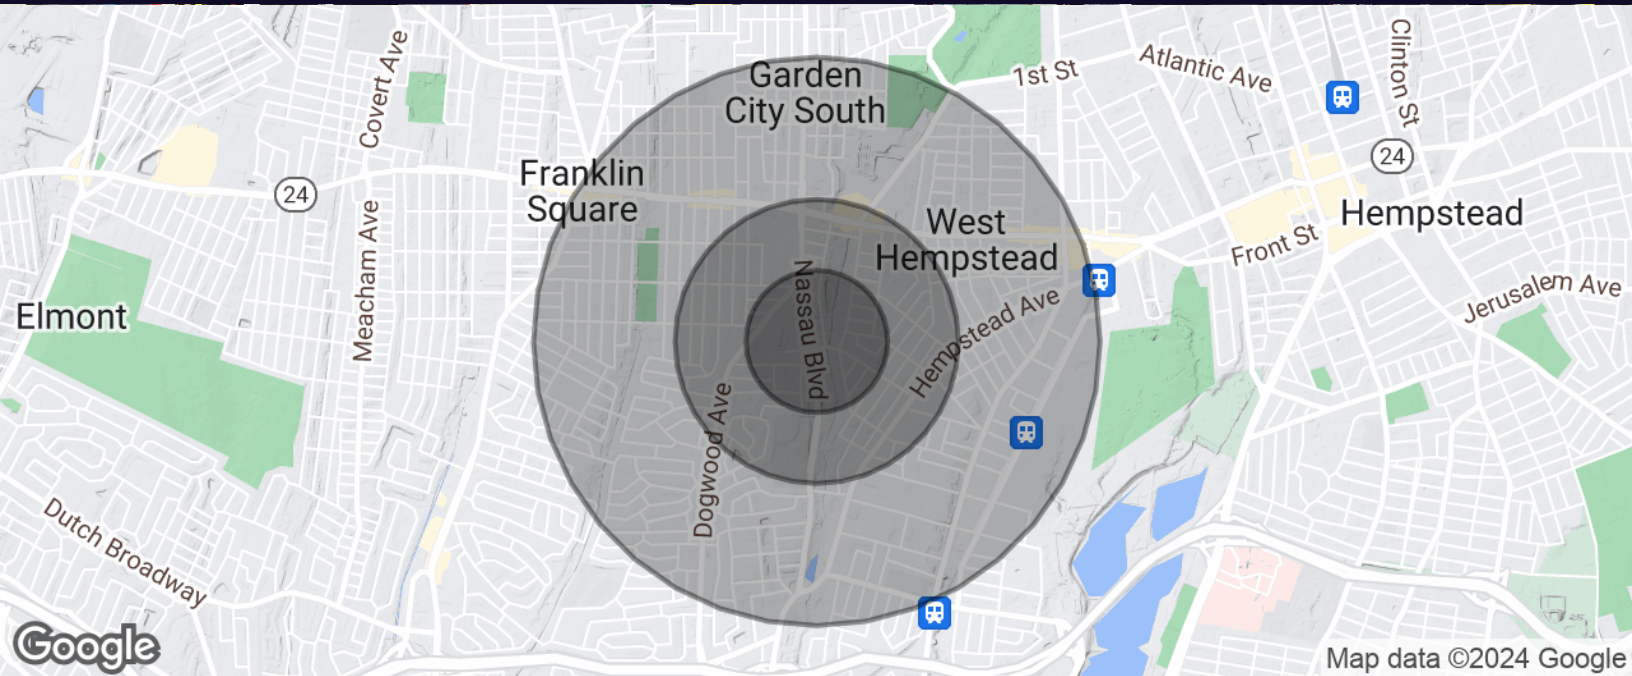 Garden
City South
1st St
Atlantic Ave
Clinton St
Covert Ave
24
24
Franklin
Square
West
Hempstead
Hempstead
Front St
Meacham Ave
Elmont
Nassau Blvd
Hempstead Ave
Jerusalem Ave
Dogwood Ave
Dutch Broadway
Google
Map data ©2024 Google